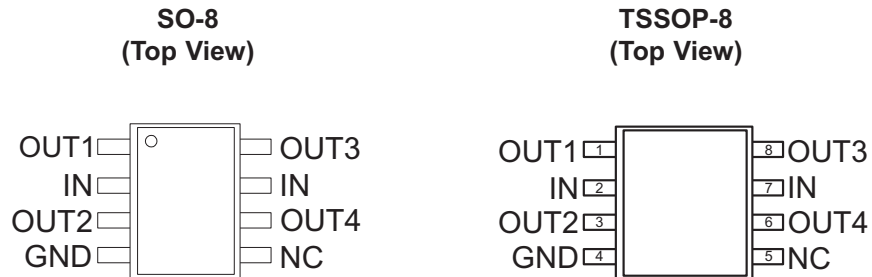 SO-8
(Top View)
OUT1
OUT3
IN
IN
OUT2
OUT4
GND
NC
TSSOP-8
(Top View)
OUT1 1
8 OUT3
IN 2
7 IN
OUT2 3
6 OUT4
GND 4
5 NC